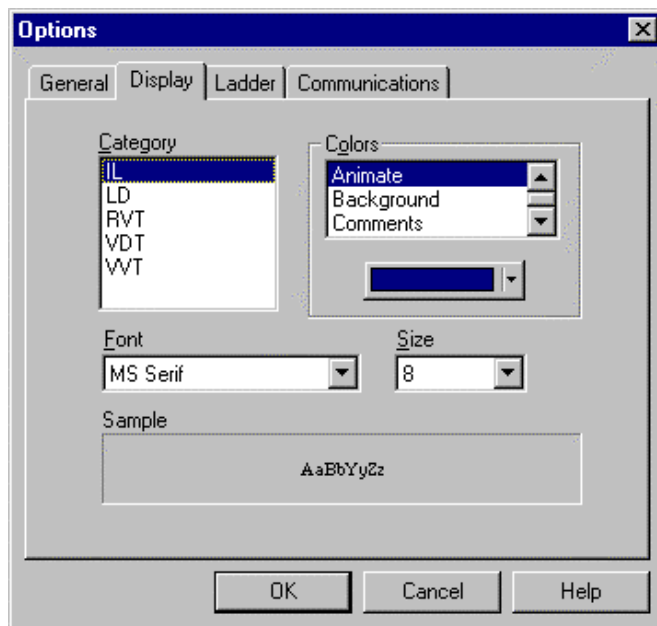 Options
General Display Ladder Communications
Category
IL
LD
RVT
VDT
VVT
Colors
Animate
Background
Comments
Font
MS Serif
Size
8
Sample
AaBbYyZz
OK Cancel Help